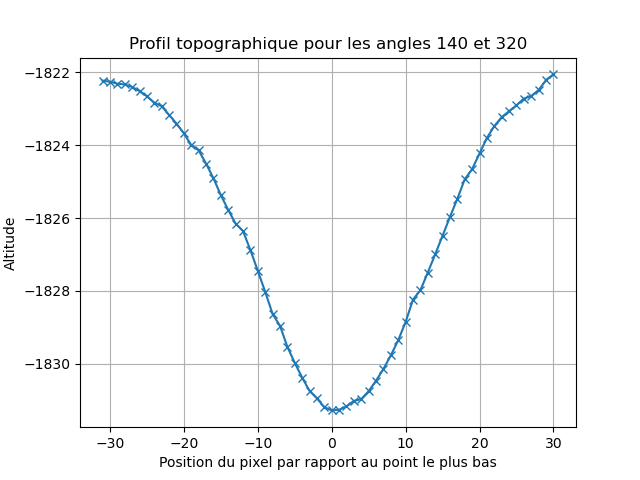 Profil topographique pour les angles 140 et 320
−1822
−1824
−1826
−1828
−1830
Altitude
−30 −20 −10 0 10 20 30
Position du pixel par rapport au point le plus bas